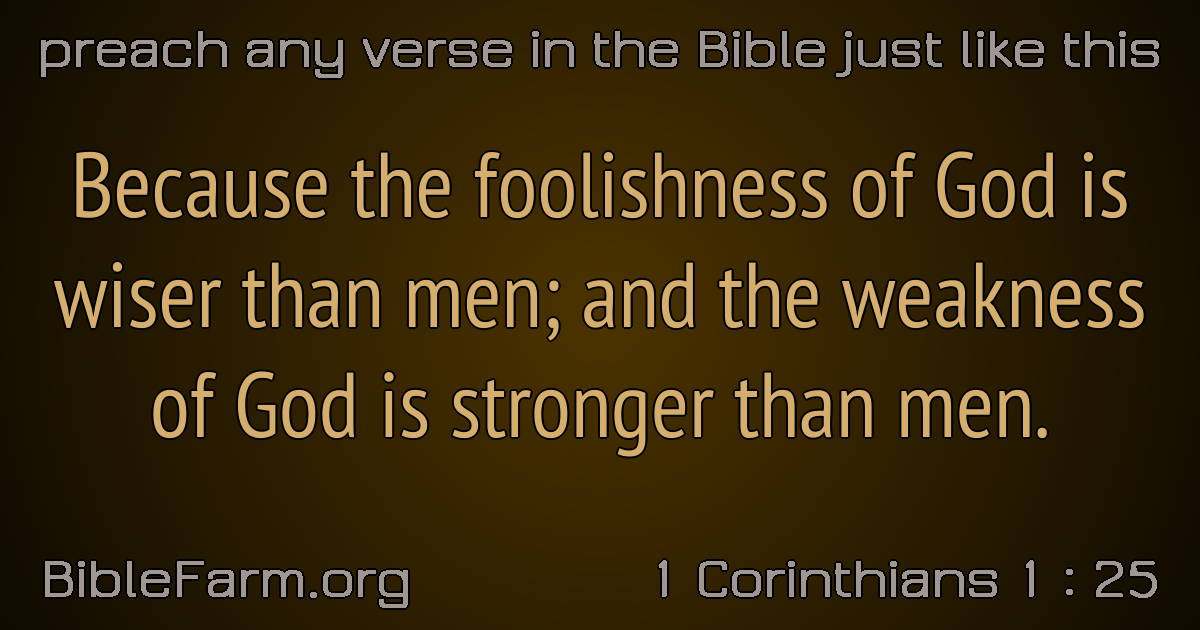 preach any verse in the Bible just like this
Because the foolishness of God is
wiser than men; and the weakness
of God is stronger than men.
BibleFarm.org
1 Corinthians 1 : 25